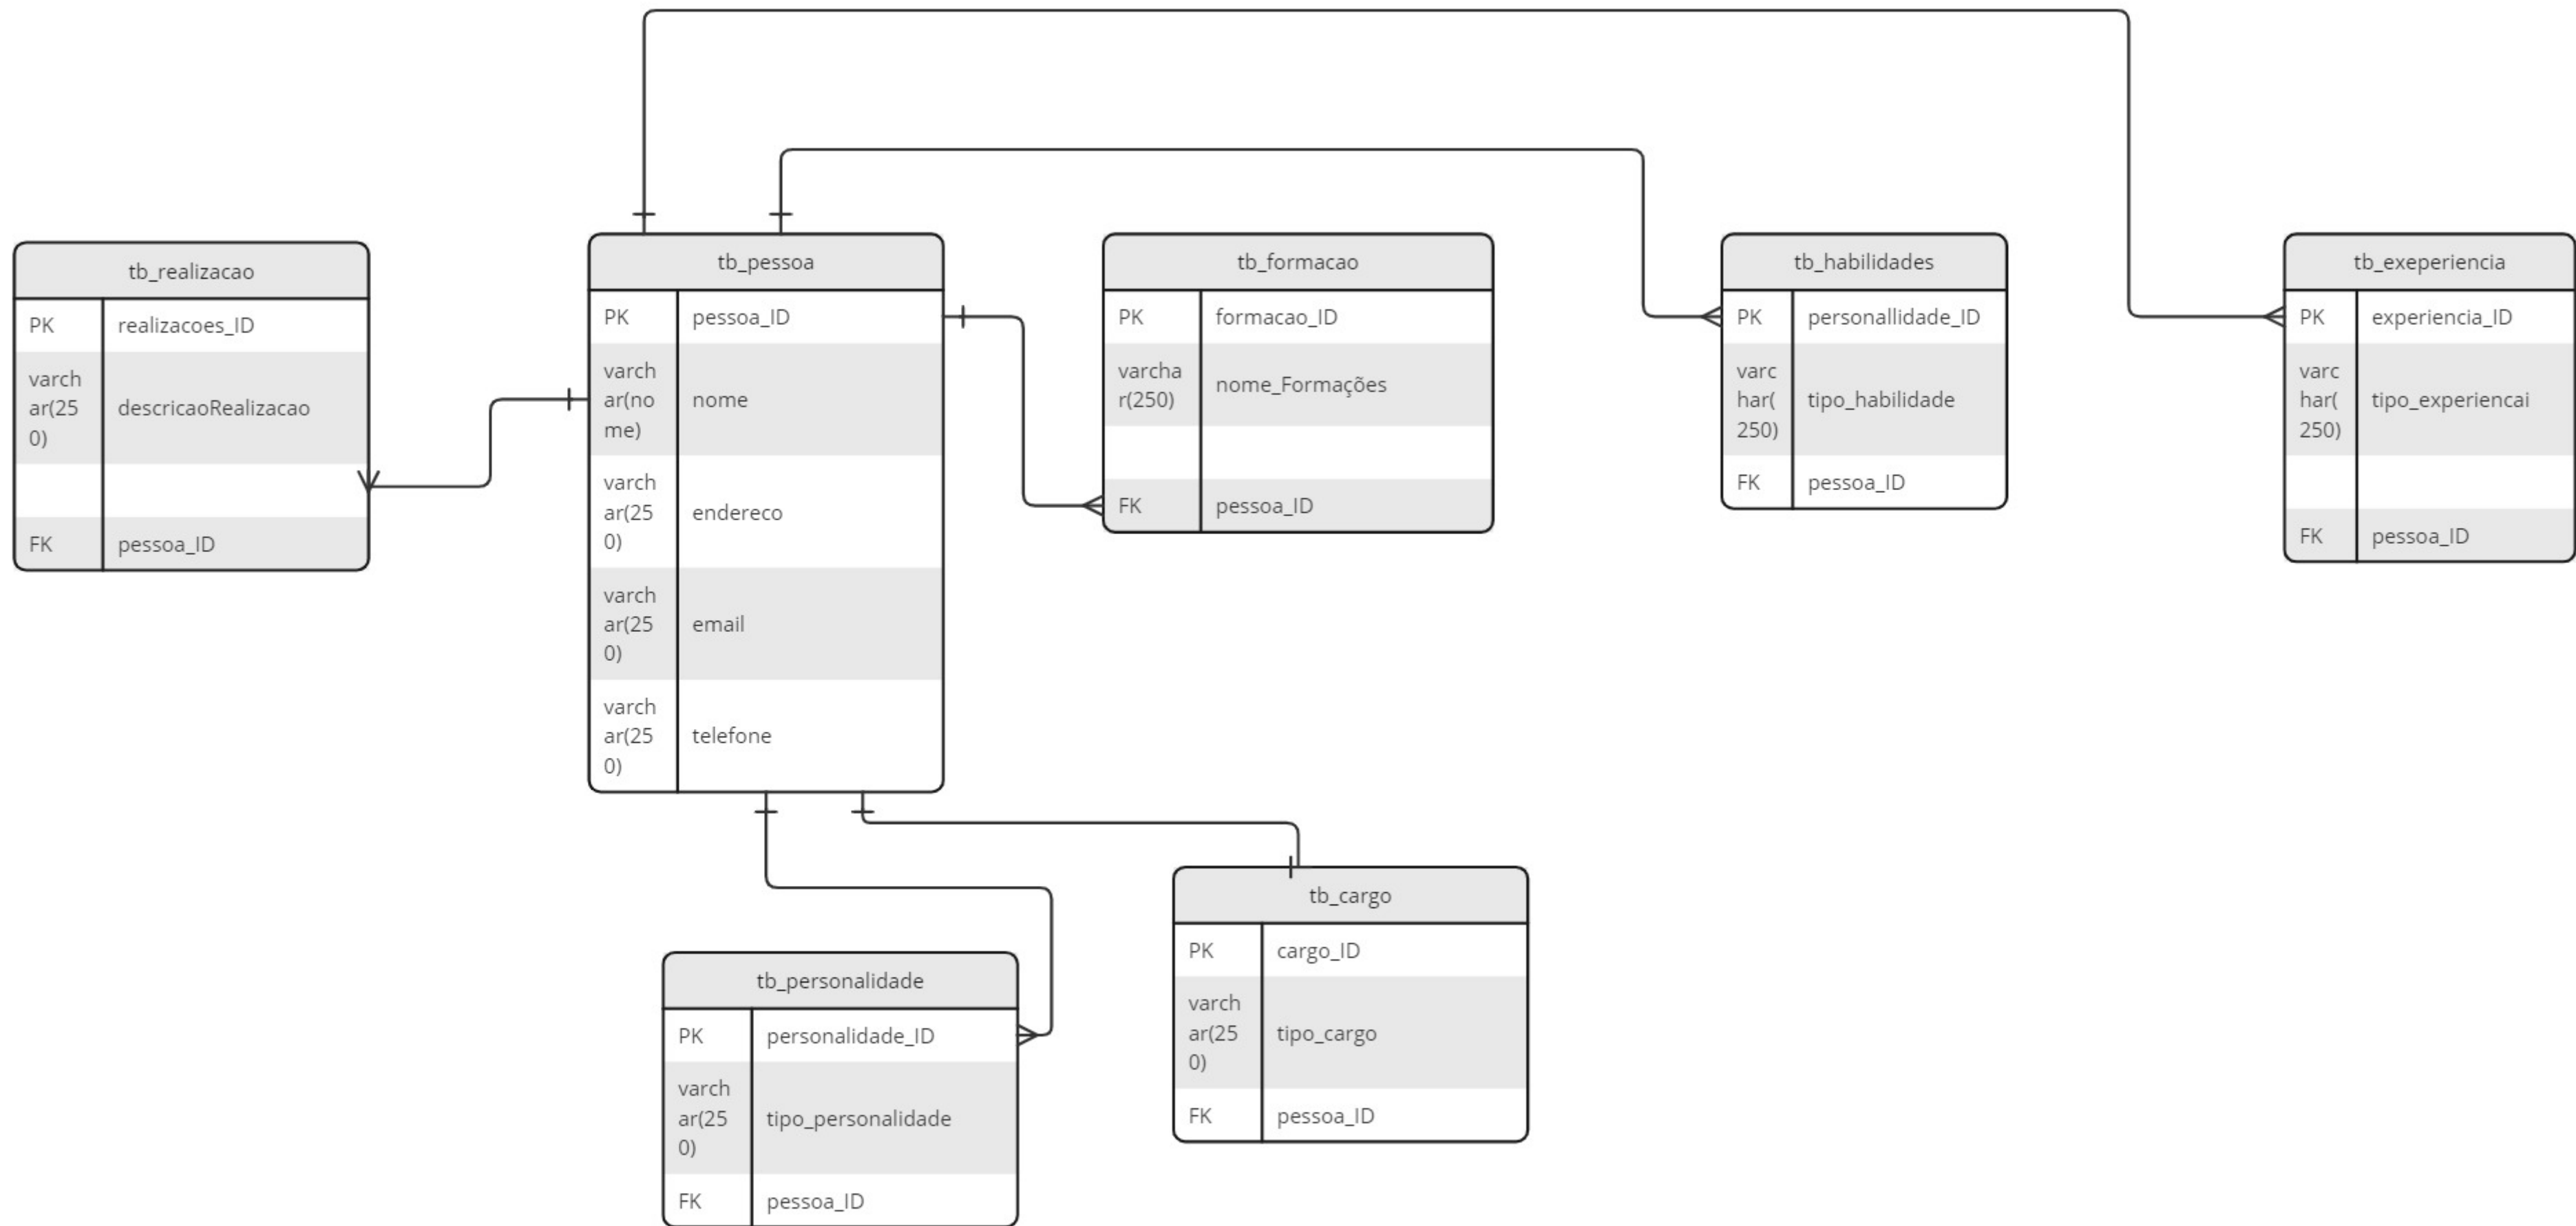 tb_realizacao
PK
realizacoes_ID
varch
ar(25
0)
descricaoRealizacao
FK
pessoa_ID
tb_pessoa
PK
pessoa_ID
varch
ar(no
me)
nome
varch
ar(25
0)
endereco
varch
ar(25
0)
email
varch
ar(25
0)
telefone
tb_formacao
PK
formacao_ID
varcha
r(250)
nome_Formações
FK
pessoa_ID
tb_habilidades
PK
personallidade_ID
varc
har(
250)
tipo_habilidade
FK
pessoa_ID
tb_exeperiencia
PK
experiencia_ID
varc
har(
250)
tipo_experiencai
FK
pessoa_ID
tb_personalidade
PK
personalidade_ID
varch
ar(25
0)
tipo_personalidade
FK
pessoa_ID
tb_cargo
PK
cargo_ID
varch
ar(25
0)
tipo_cargo
FK
pessoa_ID